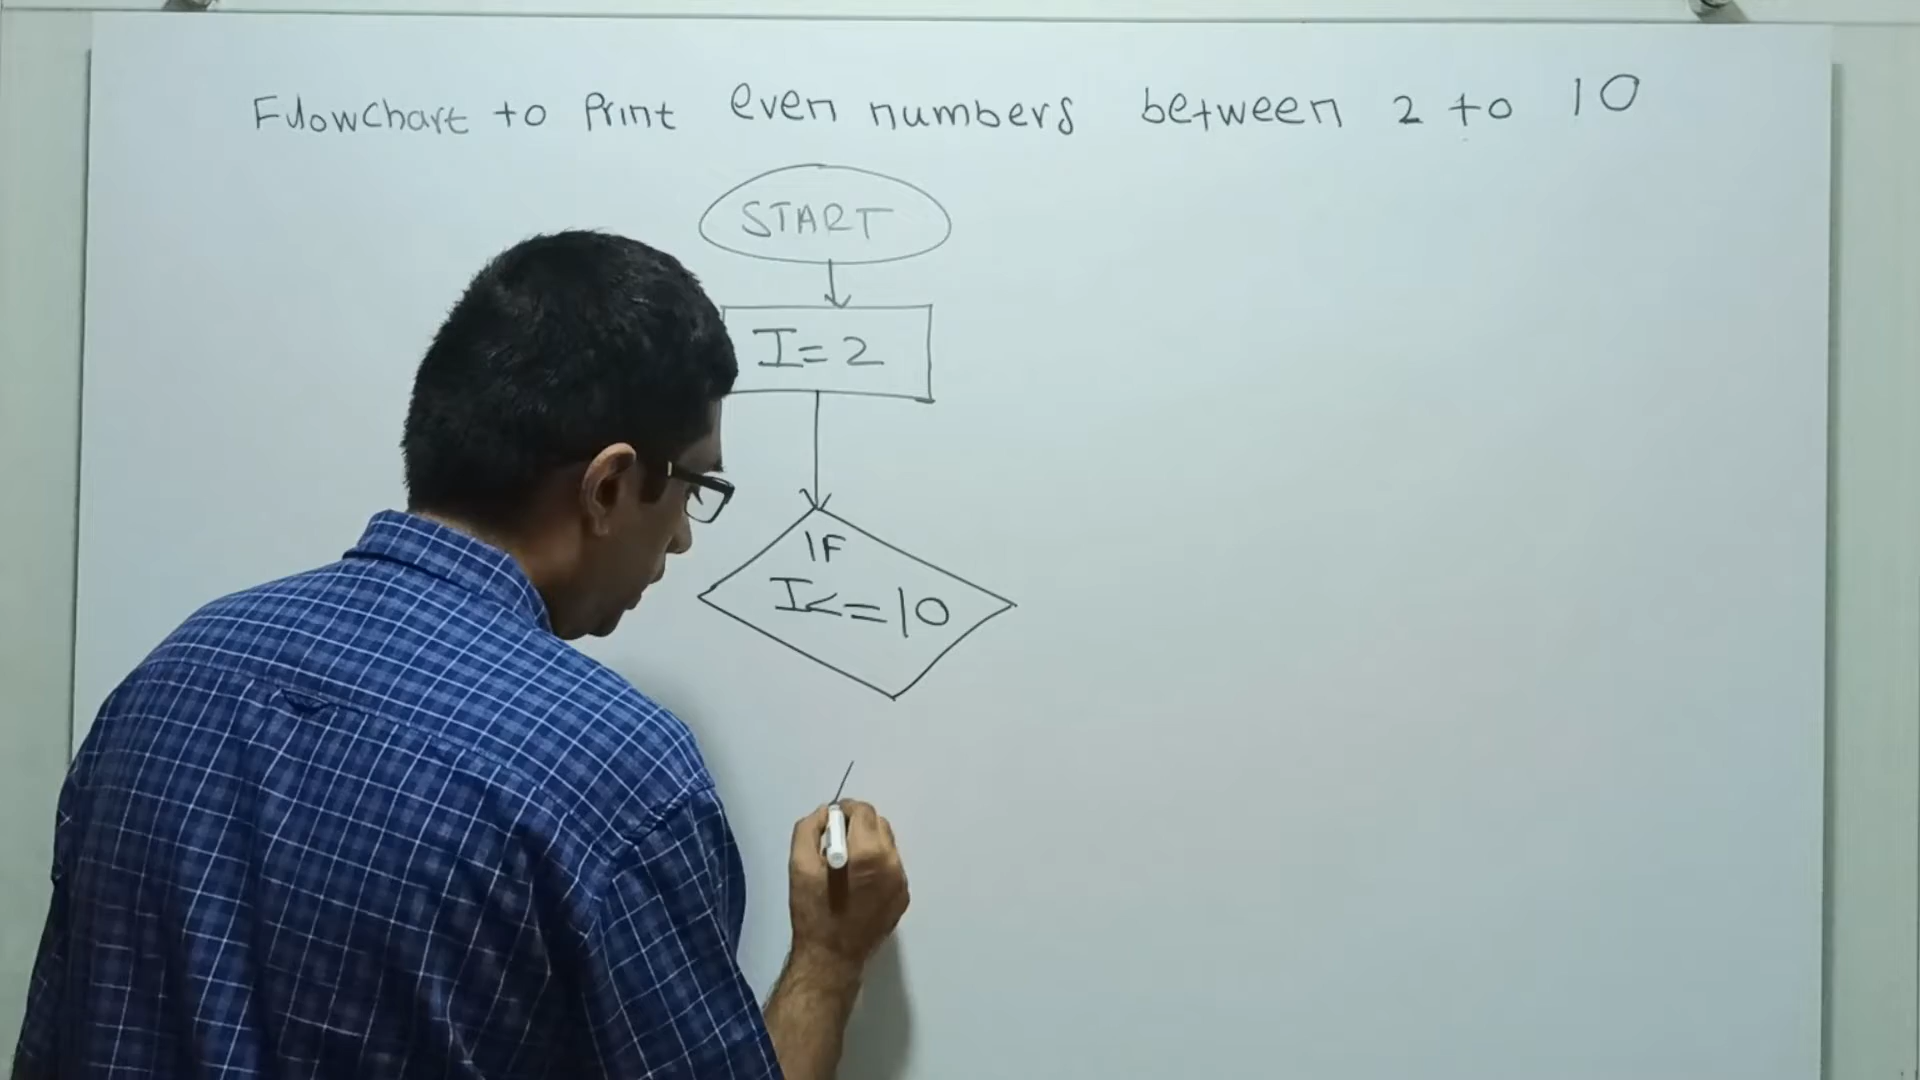 Flowchart to Print even numbers between 2 to 10
START
I=2
IF
I<=10